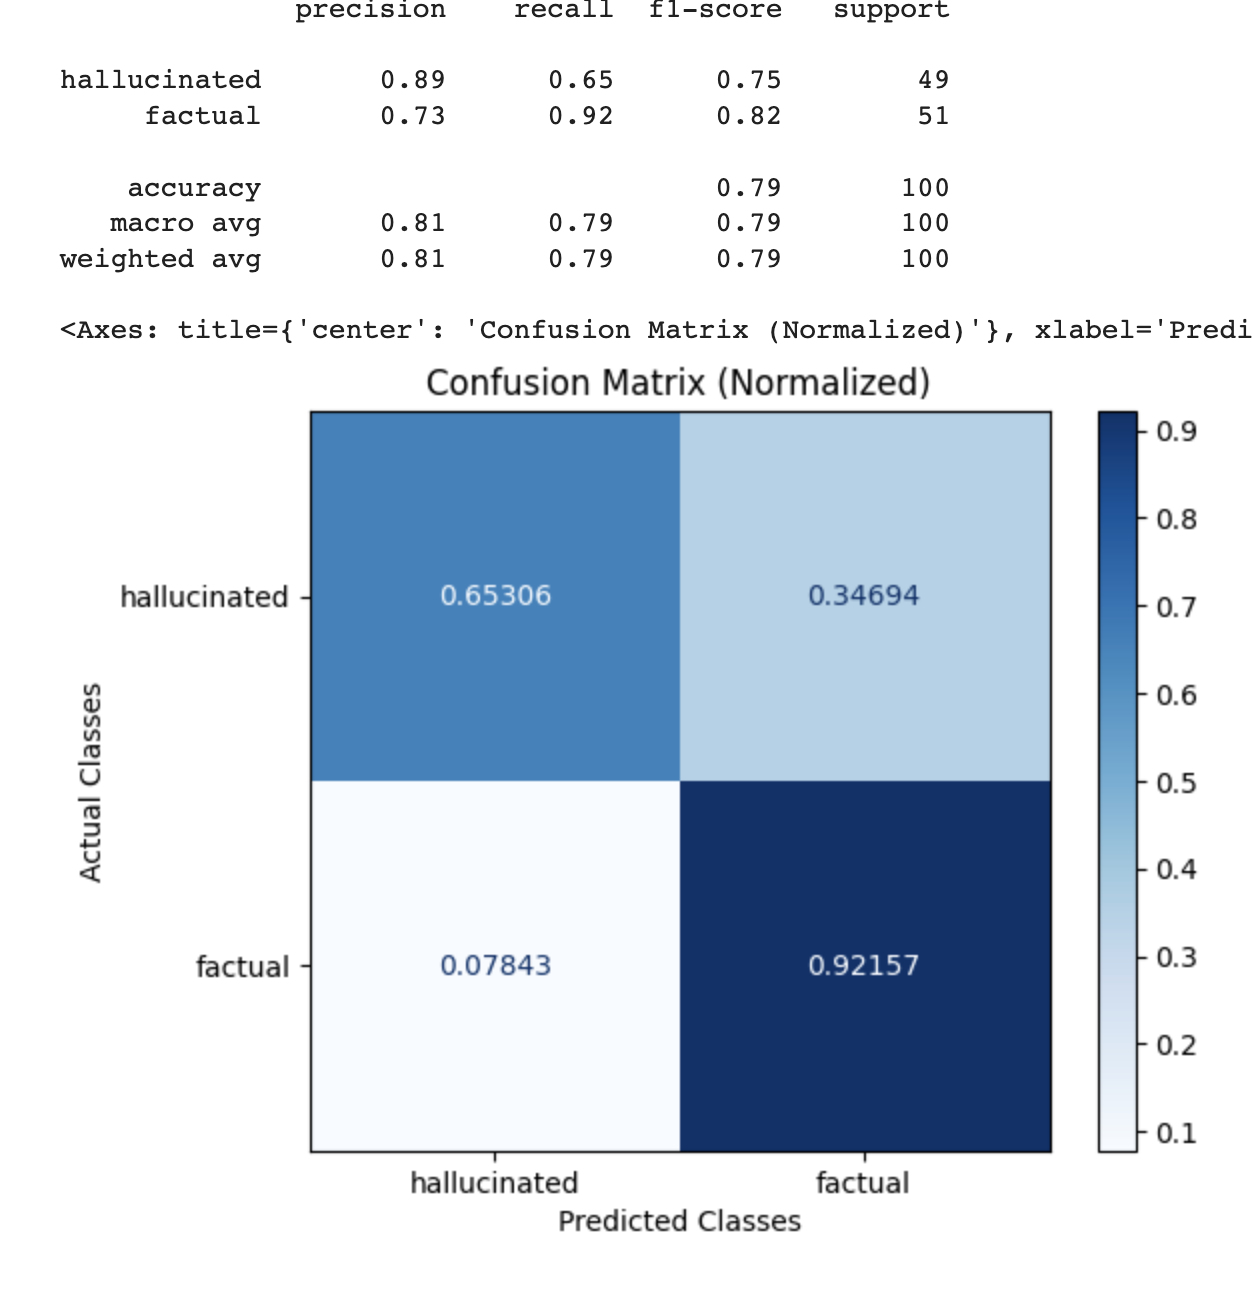 precision recall f1-score support
hallucinated 0.89 0.65 0.75 49
factual 0.73 0.92 0.82 51
accuracy 0.79 100
macro avg 0.81 0.79 0.79 100
weighted avg 0.81 0.79 0.79 100
<Axes: title={'center': 'Confusion Matrix (Normalized)'}, xlabel='Predi
Confusion Matrix (Normalized)
0.9
0.8
0.7
0.6
0.5
0.4
0.3
0.2
0.1
Actual Classes
hallucinated 0.65306 0.34694
factual 0.07843 0.92157
hallucinated factual
Predicted Classes